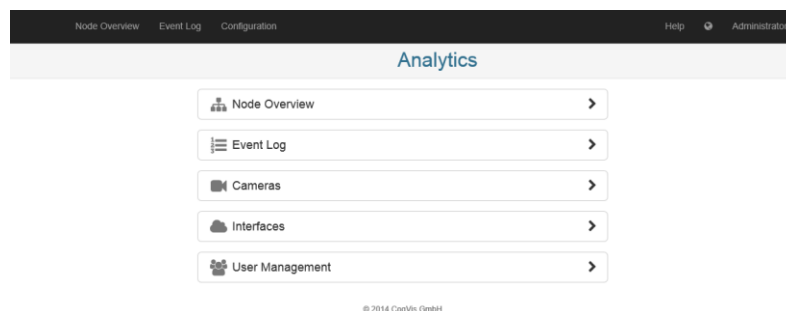 Node Overview Event Log Configuration Help Administrator
Analytics
Node Overview
Event Log
Cameras
Interfaces
User Management
© 2014 CogVis GmbH